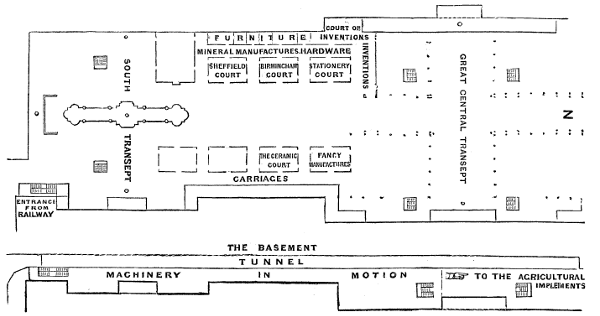 COURT OF
INVENTIONS
FURNITURE
MINERAL MANUFACTURES. HARDWARE
INVENTIONS
SHEFFIELD
COURT
BIRMINGHAM
COURT
STATIONERY
COURT
SOUTH TRANSEPT
GREAT CENTRAL TRANSEPT
N
THE CERAMIC
COURT
FANCY
MANUFACTURES
CARRIAGES
ENTRANCE
FROM
RAILWAY
THE BASEMENT
TUNNEL
MACHINERY IN MOTION
TO THE AGRICULTURAL
IMPLEMENTS